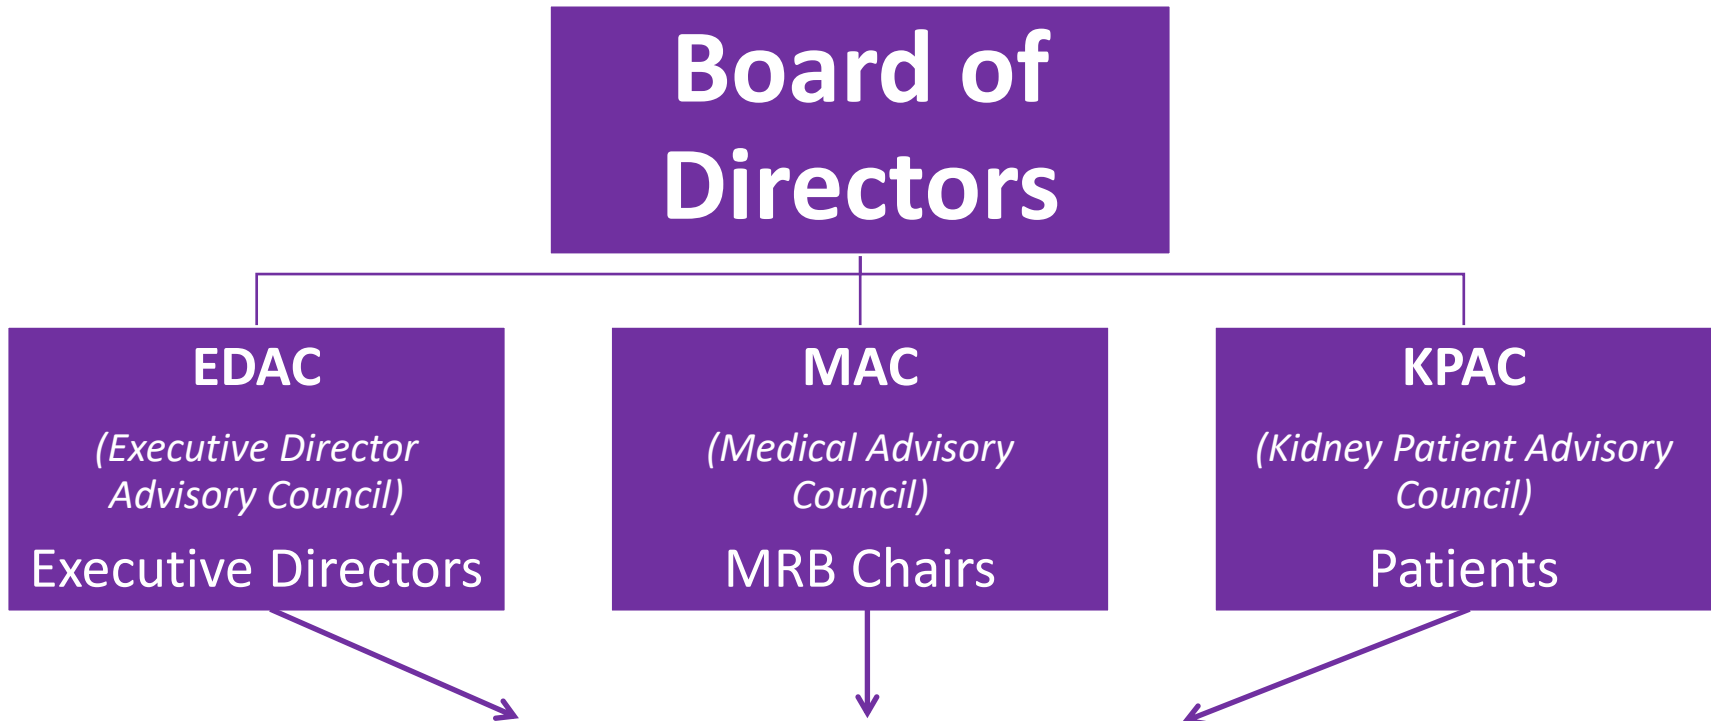 Board of
Directors
EDAC
(Executive Director
Advisory Council)
Executive Directors
MAC
(Medical Advisory
Council)
MRB Chairs
KPAC
(Kidney Patient Advisory
Council)
Patients